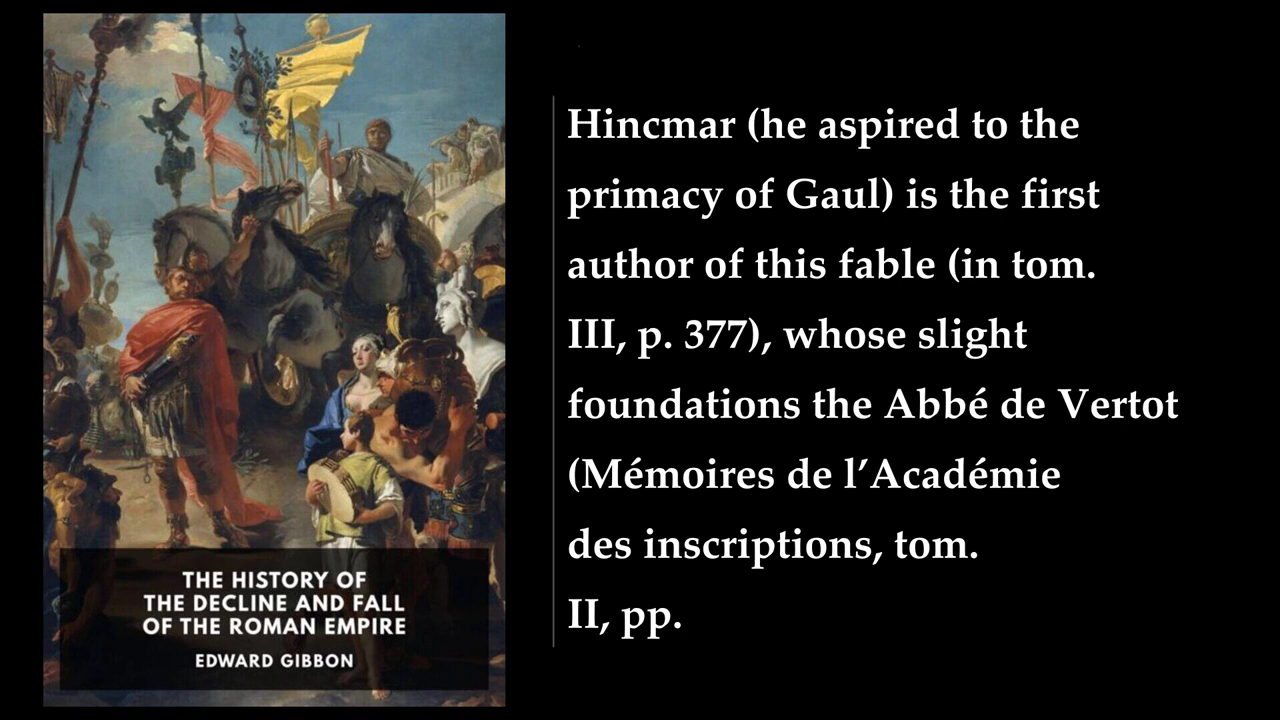 THE HISTORY OF
THE DECLINE AND FALL
OF THE ROMAN EMPIRE
EDWARD GIBBON
Hincmar (he aspired to the
primacy of Gaul) is the first
author of this fable (in tom.
III, p. 377), whose slight
foundations the Abbé de Vertot
(Mémoires de l’Académie
des inscriptions, tom.
II, pp.